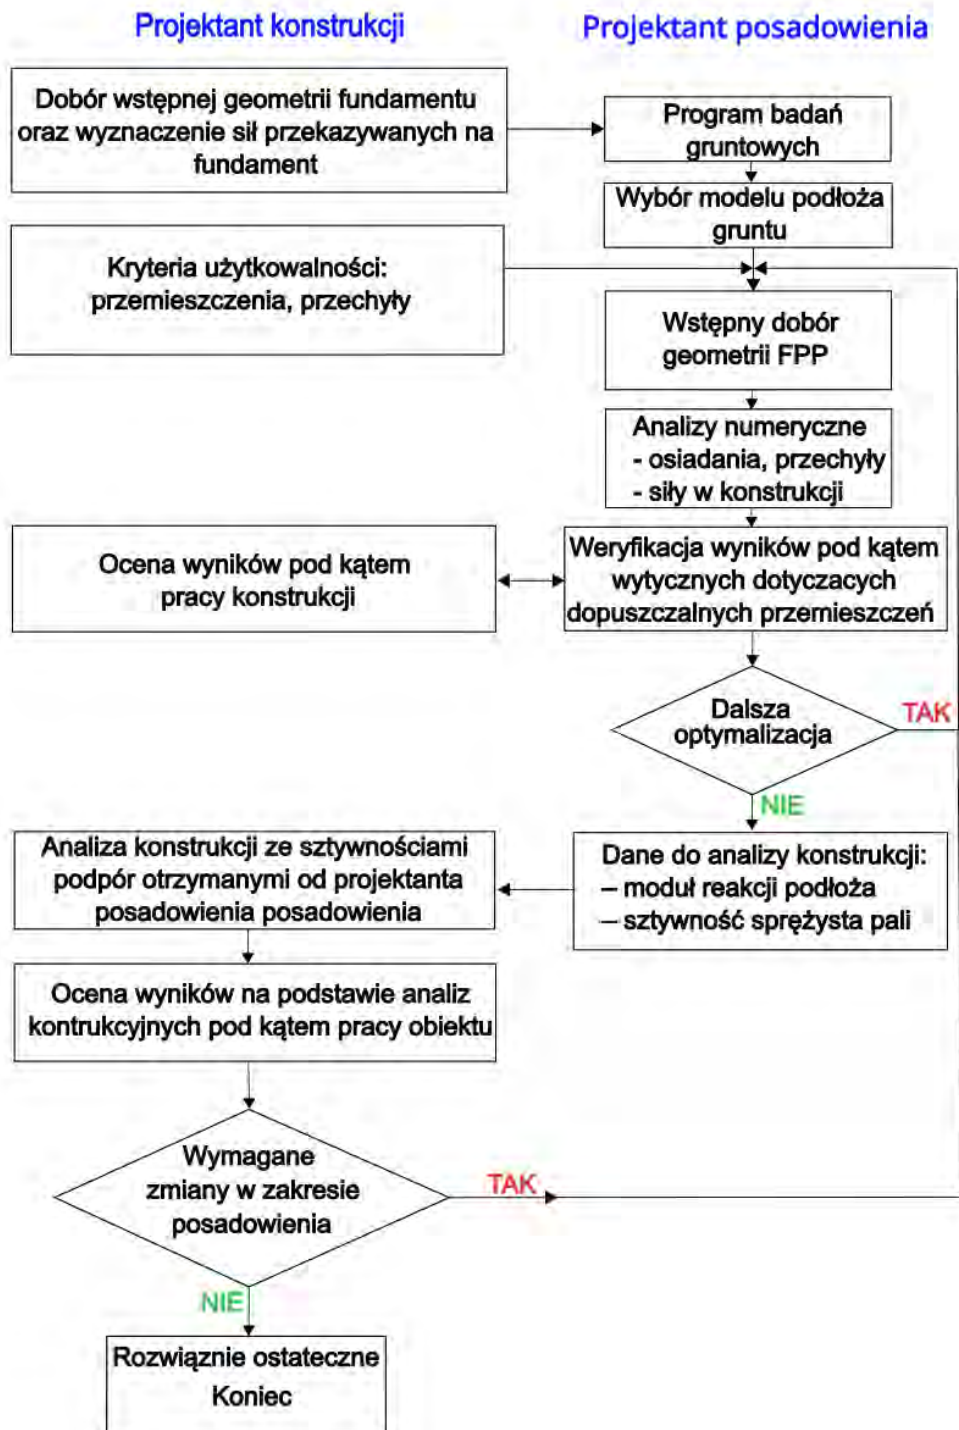 Projektant konstrukcji
Projektant posadowienia
Dobór wstępnej geometrii fundamentu
oraz wyznaczenie sił przekazywanych na
fundament
Program badań
gruntowych
Wybór modelu podłoża
gruntu
Kryteria użytkowalności:
przemieszczenia, przechyły
Wstępny dobór
geometrii FPP
Analizy numeryczne
- osiadania, przechyły
- siły w konstrukcji
Ocena wyników pod kątem
pracy konstrukcji
Weryfikacja wyników pod kątem
wytycznych dotyczacych
dopuszczalnych przemieszczeń
Dalsza
optymalizacja
TAK
NIE
Analiza konstrukcji ze sztywnościami
podpór otrzymanymi od projektanta
posadowienia posadowienia
Dane do analizy konstrukcji:
– moduł reakcji podłoża
– sztywność sprężysta pali
Ocena wyników na podstawie analiz
kontrukcyjnych pod kątem pracy obiektu
Wymagane
zmiany w zakresie
posadowienia
TAK
NIE
Rozwiąznie ostateczne
Koniec